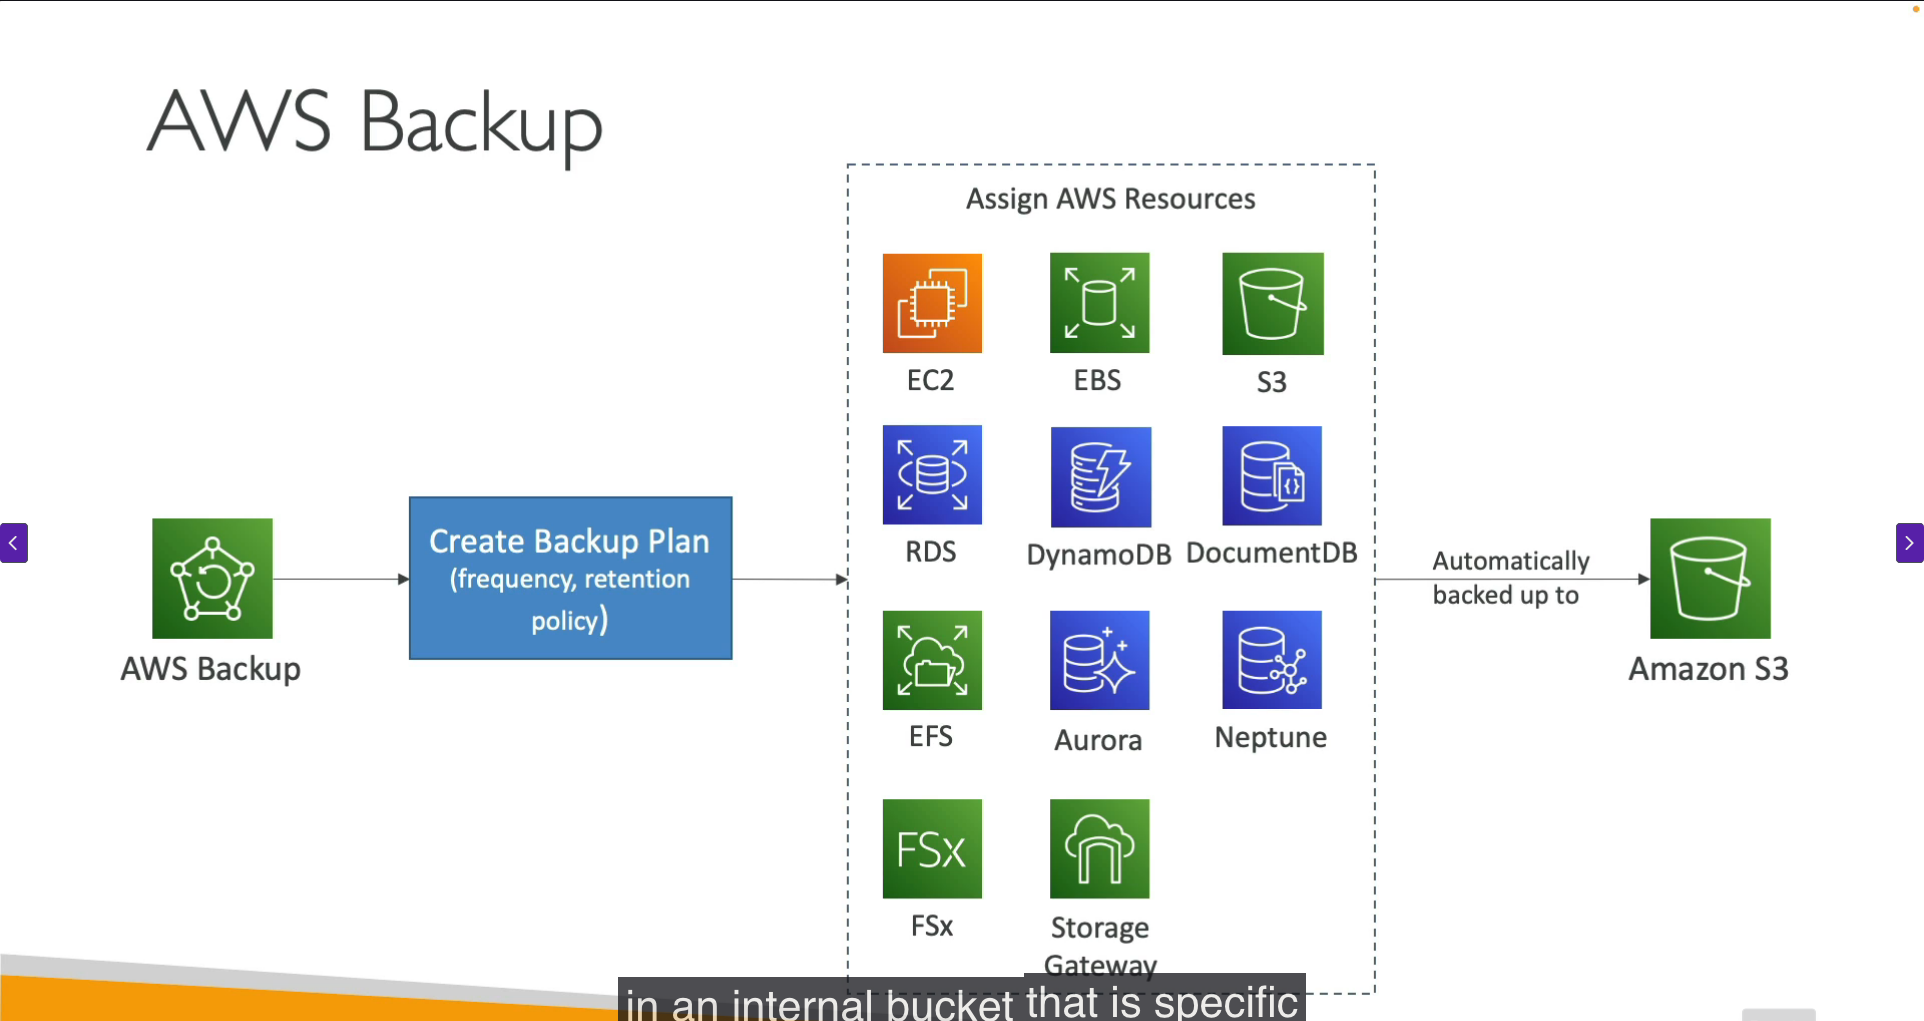 AWS Backup
Assign AWS Resources
EC2
EBS
S3
RDS
DynamoDB
DocumentDB
EFS
Aurora
Neptune
FSx
FSx
Storage
Gateway
AWS Backup
Create Backup Plan
(frequency, retention
policy)
Automatically
backed up to
Amazon S3
in an internal bucket that is specific